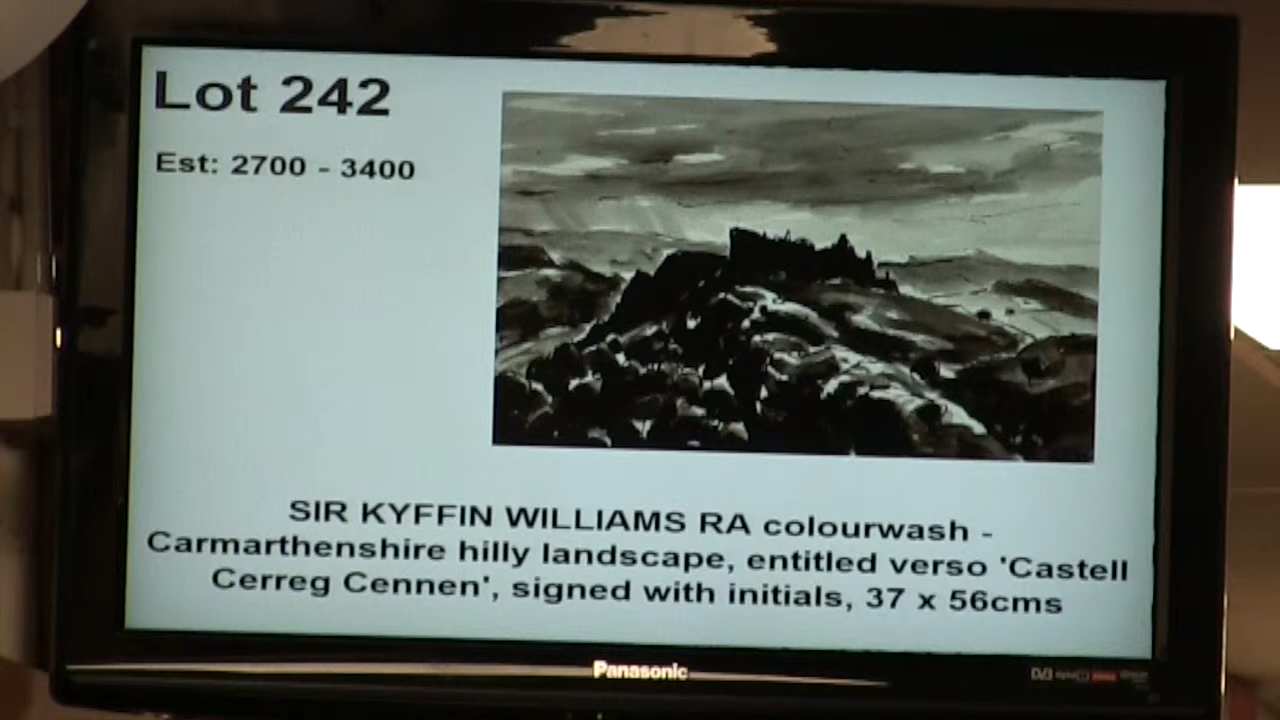 Lot 242
Est: 2700 - 3400
SIR KYFFIN WILLIAMS RA colourwash -
Carmarthenshire hilly landscape, entitled verso 'Castell
Cerreg Cennen', signed with initials, 37 x 56cms
Panasonic
DVB